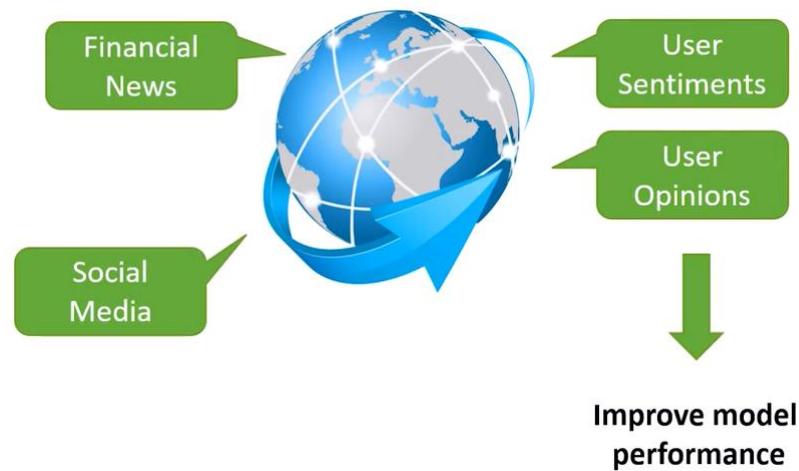 Financial
News
User
Sentiments
User
Opinions
Social
Media
Improve model
performance